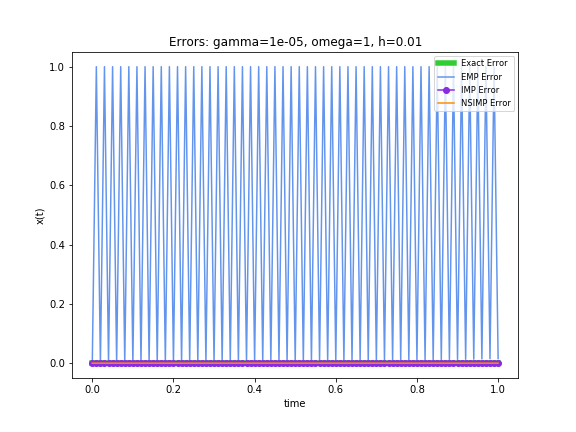 Errors: gamma=1e-05, omega=1, h=0.01
Exact Error
EMP Error
IMP Error
NSIMP Error
1.0
0.8
0.6
0.4
0.2
0.0
x(t)
0.0 0.2 0.4 0.6 0.8 1.0
time